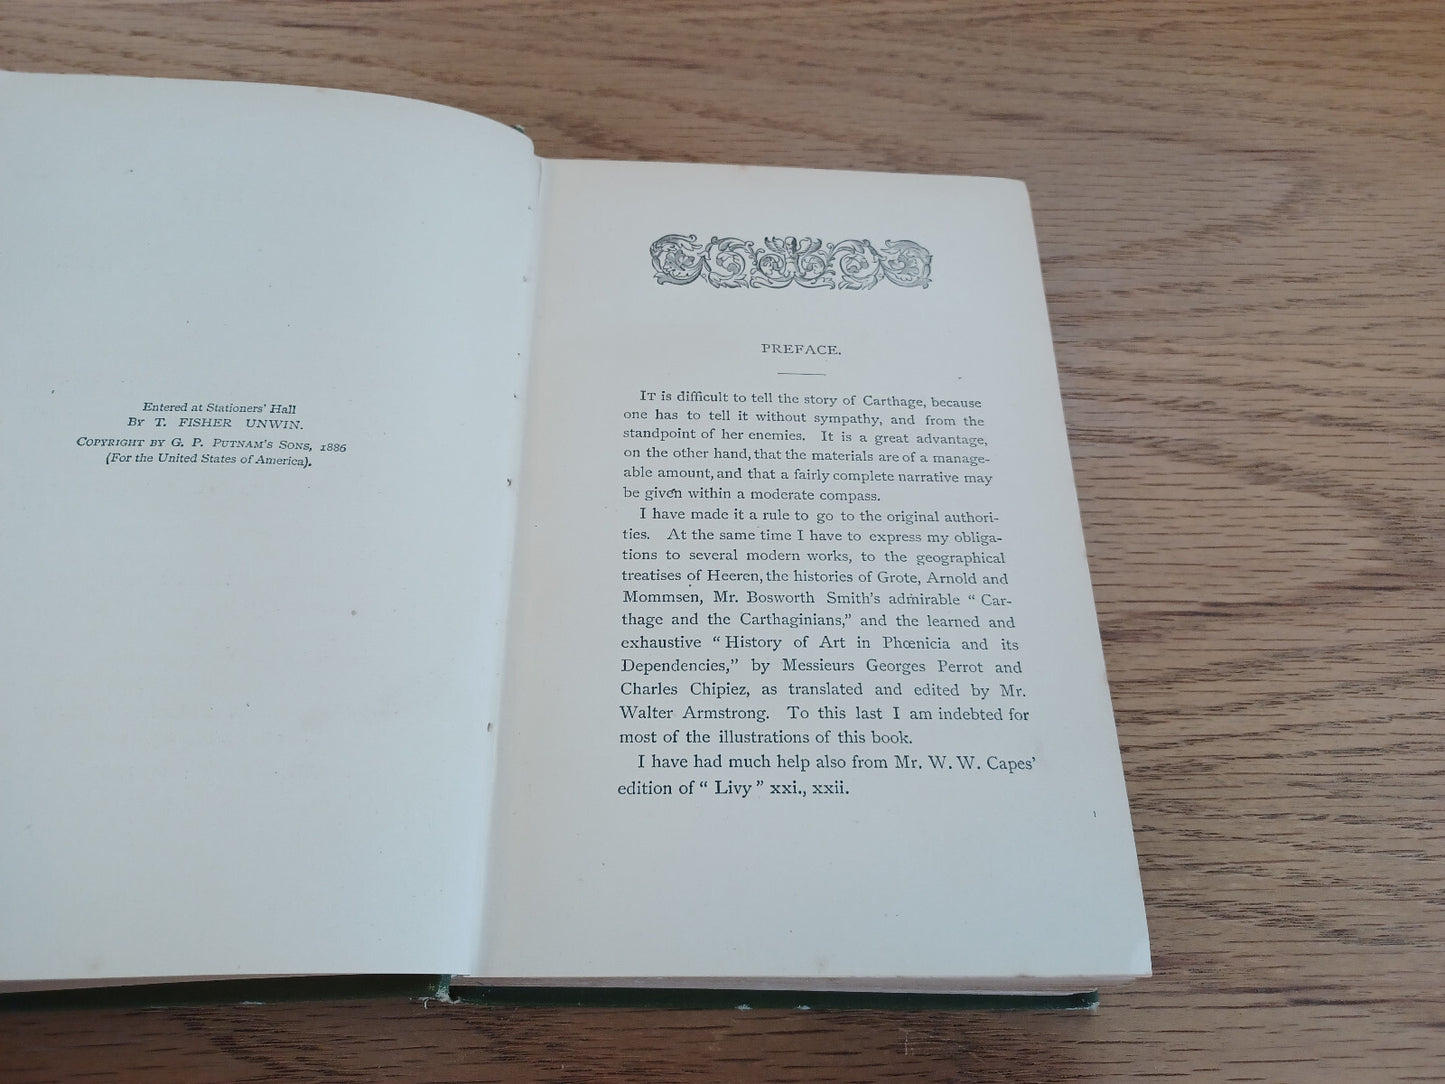 Entered at Stationers' Hall
By T. FISHER UNWIN.
COPYRIGHT BY G. P. PUTNAM'S SONS, 1886
(For the United States of America).
PREFACE.
IT is difficult to tell the story of Carthage, because
one has to tell it without sympathy, and from the
standpoint of her enemies. It is a great advantage,
on the other hand, that the materials are of a manage-
able amount, and that a fairly complete narrative may
be given within a moderate compass.
I have made it a rule to go to the original authori-
ties. At the same time I have to express my obliga-
tions to several modern works, to the geographical
treatises of Heeren, the histories of Grote, Arnold and
Mommsen, Mr. Bosworth Smith's admirable "Car-
thage and the Carthaginians," and the learned and
exhaustive "History of Art in Phœnicia and its
Dependencies," by Messieurs Georges Perrot and
Charles Chipiez, as translated and edited by Mr.
Walter Armstrong. To this last I am indebted for
most of the illustrations of this book.
I have had much help also from Mr. W. W. Capes'
edition of "Livy" xxi., xxii.